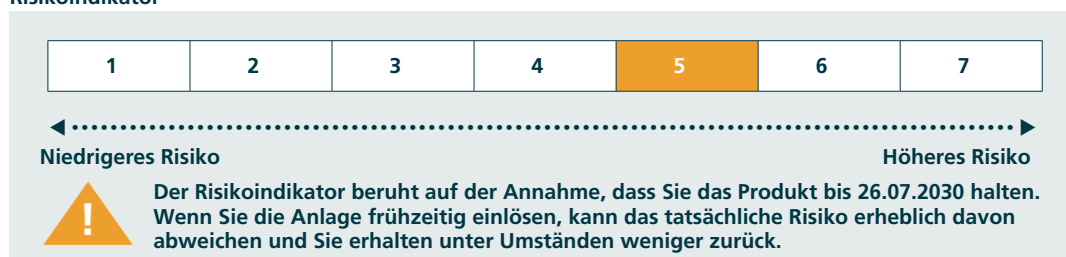 Risikoindikator
1 2 3 4 5 6 7
Niedrigeres Risiko Höheres Risiko
! Der Risikoindikator beruht auf der Annahme, dass Sie das Produkt bis 26.07.2030 halten.
Wenn Sie die Anlage frühzeitig einlösen, kann das tatsächliche Risiko erheblich davon
abweichen und Sie erhalten unter Umständen weniger zurück.